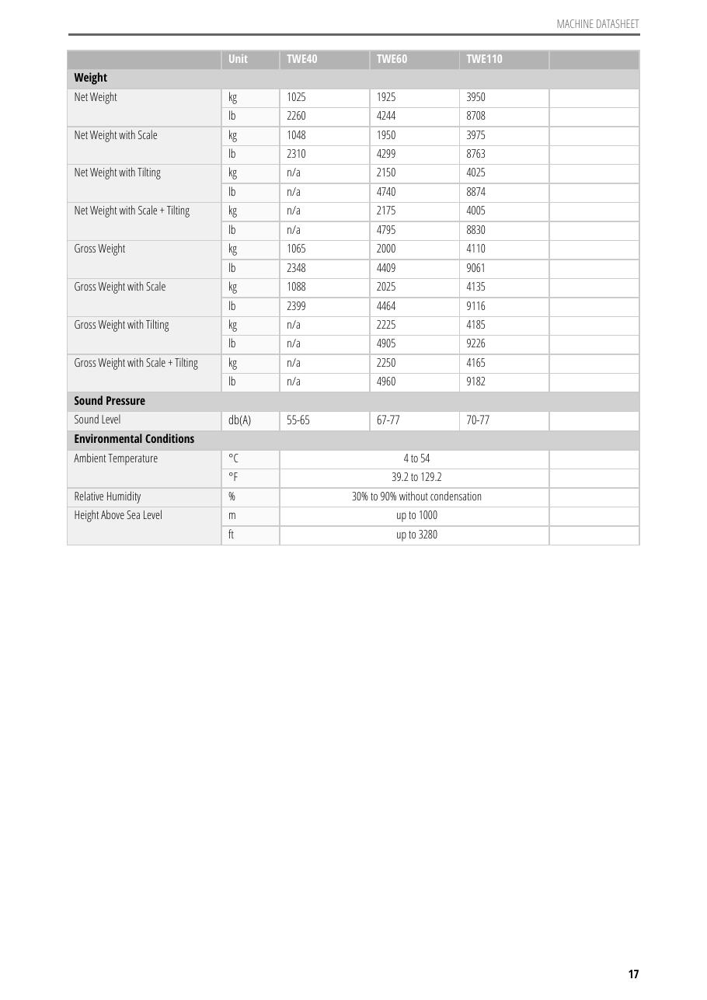 MACHINE DATASHEET
Unit TWE40 TWE60 TWE110
Weight
Net Weight kg 1025 1925 3950
lb 2260 4244 8708
Net Weight with Scale kg 1048 1950 3975
lb 2310 4299 8763
Net Weight with Tilting kg n/a 2150 4025
lb n/a 4740 8874
Net Weight with Scale + Tilting kg n/a 2175 4005
lb n/a 4795 8830
Gross Weight kg 1065 2000 4110
lb 2348 4409 9061
Gross Weight with Scale kg 1088 2025 4135
lb 2399 4464 9116
Gross Weight with Tilting kg n/a 2225 4185
lb n/a 4905 9226
Gross Weight with Scale + Tilting kg n/a 2250 4165
lb n/a 4960 9182
Sound Pressure
Sound Level db(A) 55-65 67-77 70-77
Environmental Conditions
Ambient Temperature °C 4 to 54
°F 39.2 to 129.2
Relative Humidity % 30% to 90% without condensation
Height Above Sea Level m up to 1000
ft up to 3280
17